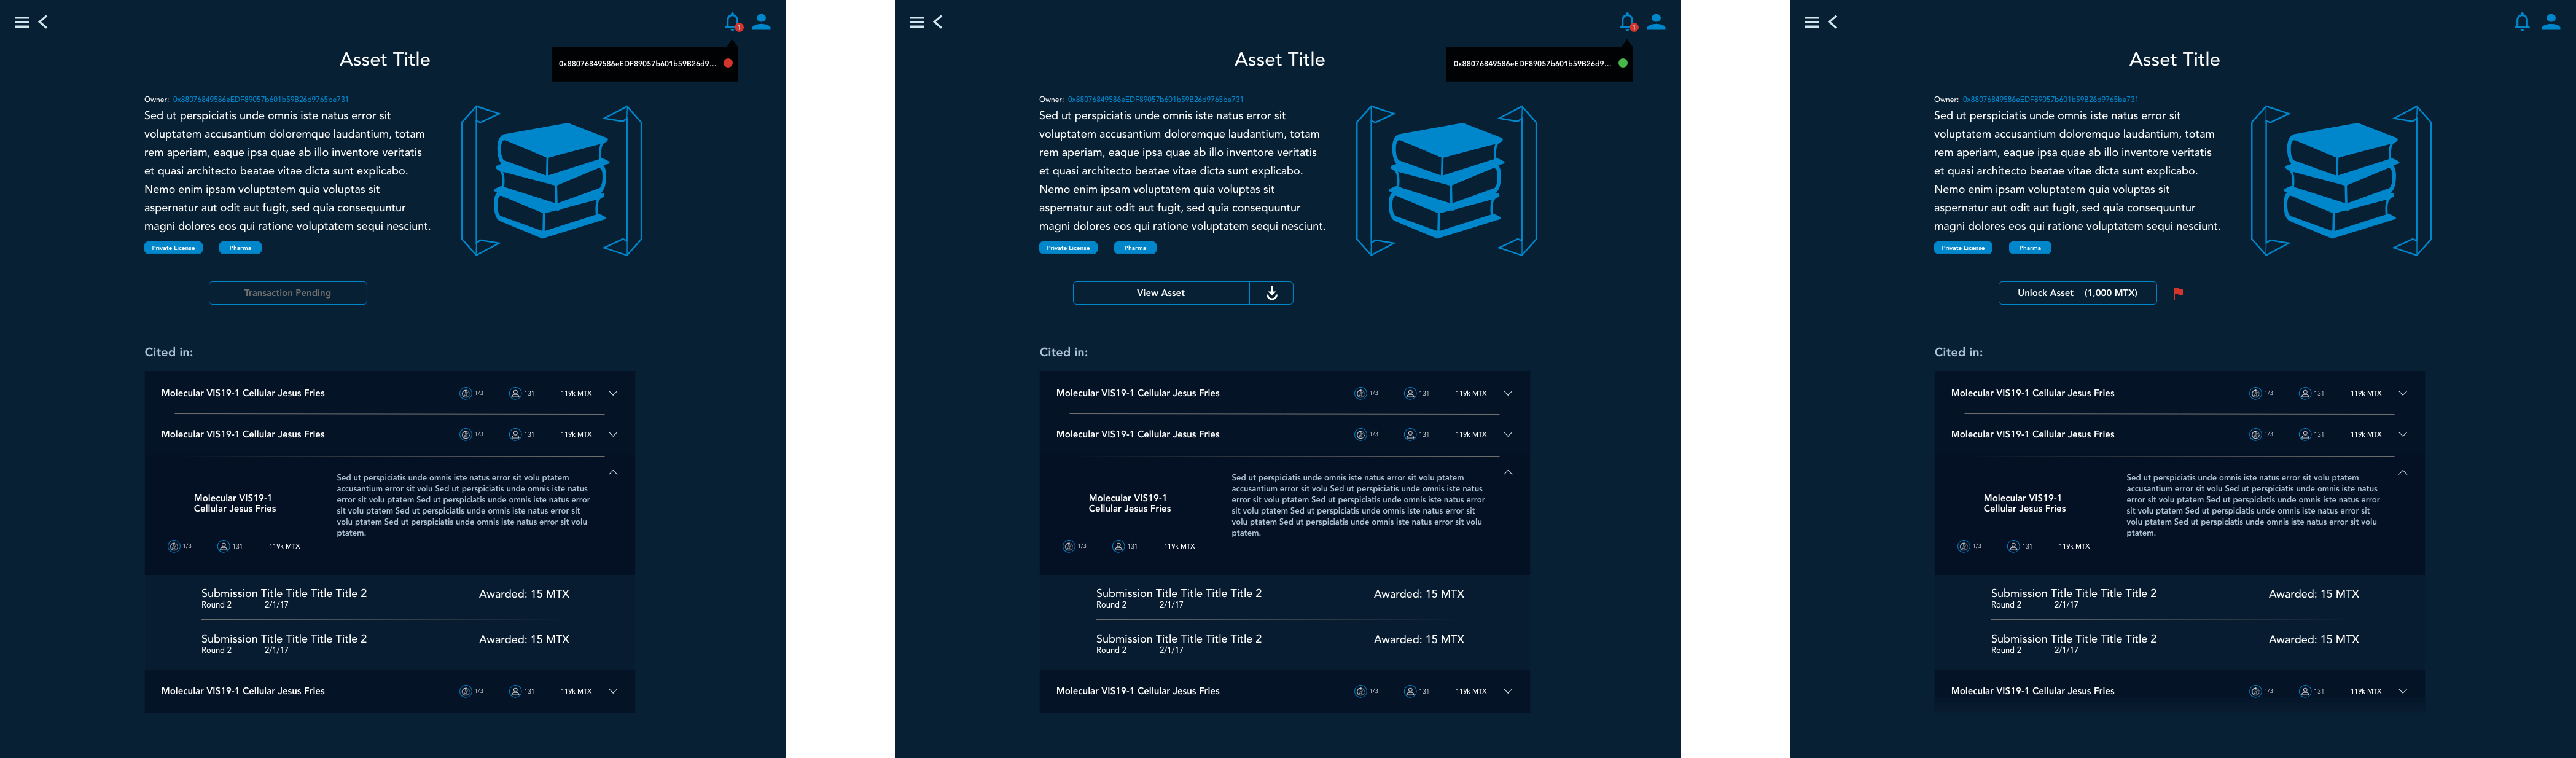 1
Asset Title
0x88076849586eEDF89057b601b59B26d9...
Owner: 0x88076849586eEDF89057b601b59B26d9765be731
Sed ut perspiciatis unde omnis iste natus error sit
voluptatem accusantium doloremque laudantium, totam
rem aperiam, eaque ipsa quae ab illo inventore veritatis
et quasi architecto beatae vitae dicta sunt explicabo.
Nemo enim ipsam voluptatem quia voluptas sit
aspernatur aut odit aut fugit, sed quia consequuntur
magni dolores eos qui ratione voluptatem sequi nesciunt.
Private License Pharma
Transaction Pending
Cited in:
Molecular VIS19-1 Cellular Jesus Fries 1/3 131 119k MTX
Molecular VIS19-1 Cellular Jesus Fries 1/3 131 119k MTX
Molecular VIS19-1
Cellular Jesus Fries
1/3 131 119k MTX
Sed ut perspiciatis unde omnis iste natus error sit volu ptatem
accusantium error sit volu Sed ut perspiciatis unde omnis iste natus
error sit volu ptatem Sed ut perspiciatis unde omnis iste natus error
sit volu ptatem Sed ut perspiciatis unde omnis iste natus error sit
volu ptatem Sed ut perspiciatis unde omnis iste natus error sit volu
ptatem.
Submission Title Title Title Title 2 Awarded: 15 MTX
Round 2 2/1/17
Submission Title Title Title Title 2 Awarded: 15 MTX
Round 2 2/1/17
Molecular VIS19-1 Cellular Jesus Fries 1/3 131 119k MTX
1
Asset Title
0x88076849586eEDF89057b601b59B26d9...
Owner: 0x88076849586eEDF89057b601b59B26d9765be731
Sed ut perspiciatis unde omnis iste natus error sit
voluptatem accusantium doloremque laudantium, totam
rem aperiam, eaque ipsa quae ab illo inventore veritatis
et quasi architecto beatae vitae dicta sunt explicabo.
Nemo enim ipsam voluptatem quia voluptas sit
aspernatur aut odit aut fugit, sed quia consequuntur
magni dolores eos qui ratione voluptatem sequi nesciunt.
Private License Pharma
View Asset
Cited in:
Molecular VIS19-1 Cellular Jesus Fries 1/3 131 119k MTX
Molecular VIS19-1 Cellular Jesus Fries 1/3 131 119k MTX
Molecular VIS19-1
Cellular Jesus Fries
1/3 131 119k MTX
Sed ut perspiciatis unde omnis iste natus error sit volu ptatem
accusantium error sit volu Sed ut perspiciatis unde omnis iste natus
error sit volu ptatem Sed ut perspiciatis unde omnis iste natus error
sit volu ptatem Sed ut perspiciatis unde omnis iste natus error sit
volu ptatem Sed ut perspiciatis unde omnis iste natus error sit volu
ptatem.
Submission Title Title Title Title 2 Awarded: 15 MTX
Round 2 2/1/17
Submission Title Title Title Title 2 Awarded: 15 MTX
Round 2 2/1/17
Molecular VIS19-1 Cellular Jesus Fries 1/3 131 119k MTX
Asset Title
Owner: 0x88076849586eEDF89057b601b59B26d9765be731
Sed ut perspiciatis unde omnis iste natus error sit
voluptatem accusantium doloremque laudantium, totam
rem aperiam, eaque ipsa quae ab illo inventore veritatis
et quasi architecto beatae vitae dicta sunt explicabo.
Nemo enim ipsam voluptatem quia voluptas sit
aspernatur aut odit aut fugit, sed quia consequuntur
magni dolores eos qui ratione voluptatem sequi nesciunt.
Private License Pharma
Unlock Asset (1,000 MTX)
Cited in:
Molecular VIS19-1 Cellular Jesus Fries 1/3 131 119k MTX
Molecular VIS19-1 Cellular Jesus Fries 1/3 131 119k MTX
Molecular VIS19-1
Cellular Jesus Fries
1/3 131 119k MTX
Sed ut perspiciatis unde omnis iste natus error sit volu ptatem
accusantium error sit volu Sed ut perspiciatis unde omnis iste natus
error sit volu ptatem Sed ut perspiciatis unde omnis iste natus error
sit volu ptatem Sed ut perspiciatis unde omnis iste natus error sit
volu ptatem Sed ut perspiciatis unde omnis iste natus error sit volu
ptatem.
Submission Title Title Title Title 2 Awarded: 15 MTX
Round 2 2/1/17
Submission Title Title Title Title 2 Awarded: 15 MTX
Round 2 2/1/17
Molecular VIS19-1 Cellular Jesus Fries 1/3 131 119k MTX